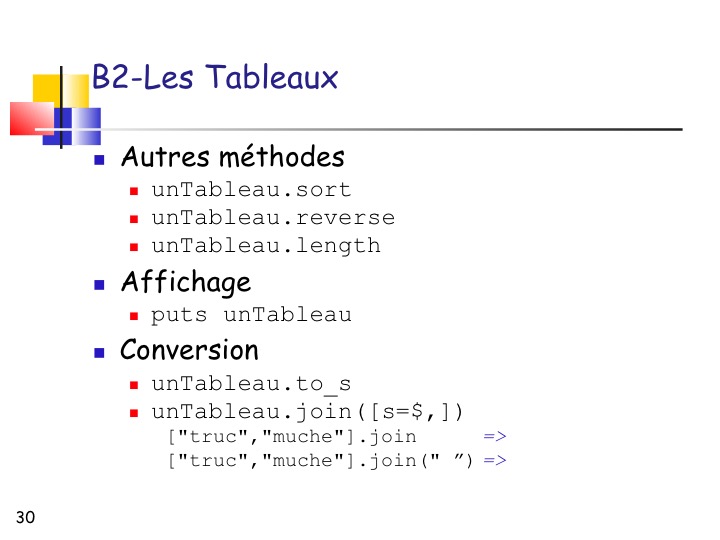 B2-Les Tableaux
Autres méthodes
unTableau.sort
unTableau.reverse
unTableau.length
Affichage
puts unTableau
Conversion
unTableau.to_s
unTableau.join([s=$,])
["truc","muche"].join =>
["truc","muche"].join(" ”) =>
30